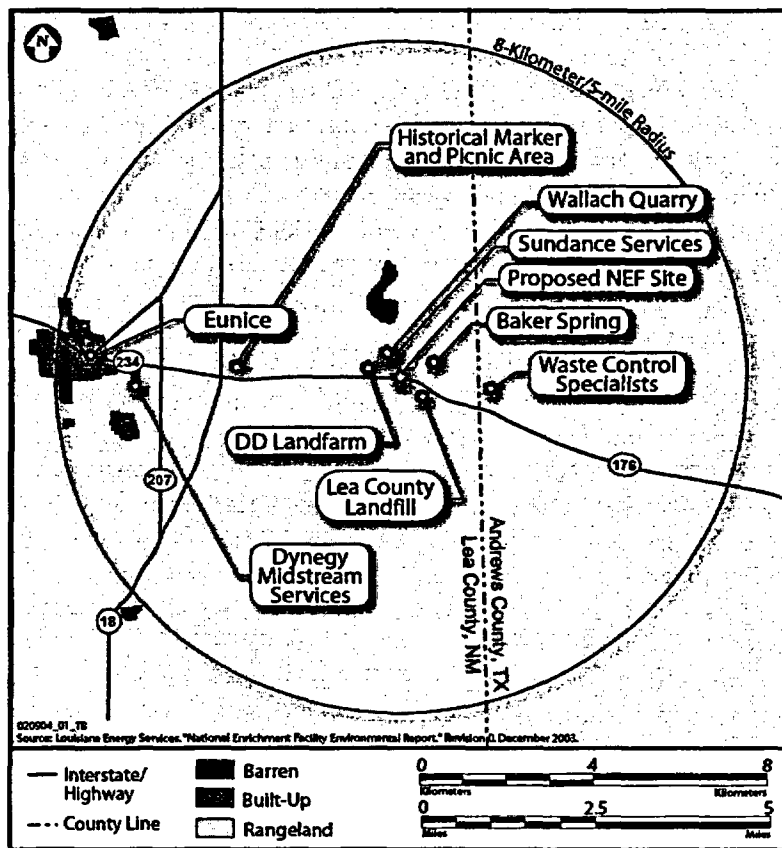 N
8-Kilometer/5-mile Radius
Historical Marker
and Picnic Area
Wallach Quarry
Sundance Services
Proposed NEF Site
Baker Spring
Eunice
234
Waste Control
Specialists
DD Landfarm
Lea County
Landfill
176
207
Dynegy
Midstream
Services
18
Andrews County, TX
Lea County, NM
020904_01_TB
Source: Louisiana Energy Services. "National Enrichment Facility Environmental Report." Revision 0. December 2003.
Interstate/
Highway
County Line
Barren
Built-Up
Rangeland
0 4 8
Kilometers Kilometers
0 2.5 5
Miles Miles